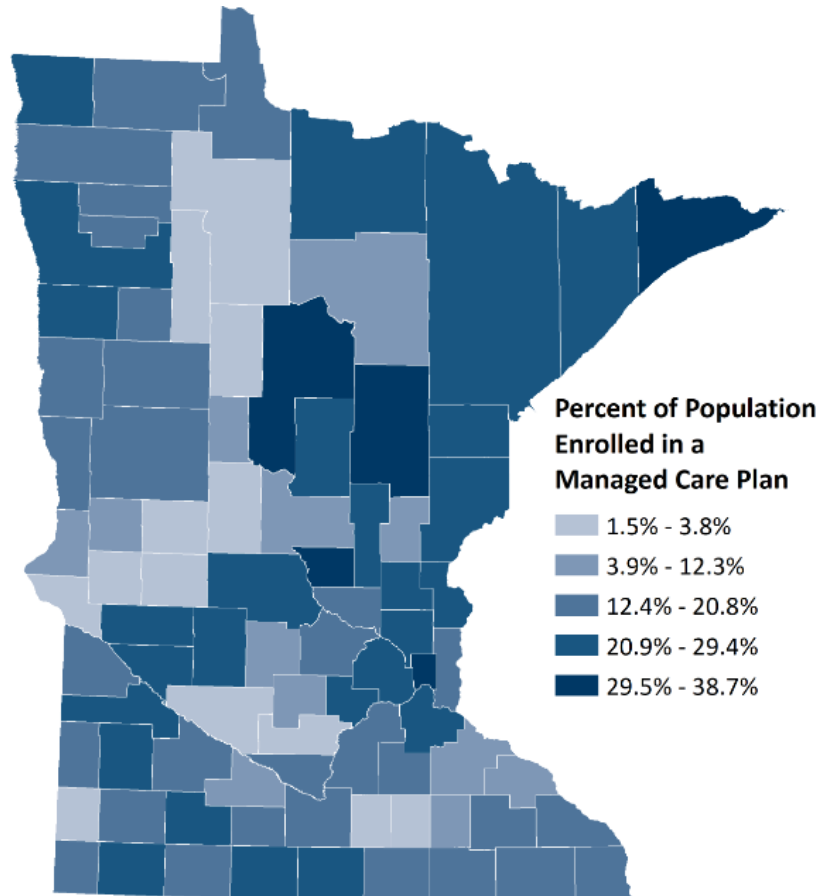 Percent of Population
Enrolled in a
Managed Care Plan
1.5% - 3.8%
3.9% - 12.3%
12.4% - 20.8%
20.9% - 29.4%
29.5% - 38.7%